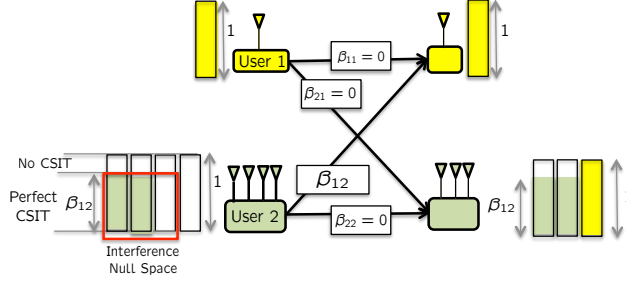 1
1
User 1
β₁₁ = 0
β₂₁ = 0
No CSIT
Perfect
CSIT
β₁₂
1
User 2
β₁₂
β₂₂ = 0
β₁₂
Interference
Null Space